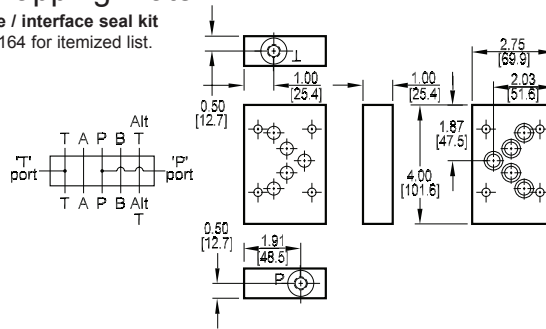 e / interface seal kit
164 for itemized list.
T
1.00
[25.4]
0.50
[12.7]
1.00
[25.4]
2.75
[69.9]
2.03
[51.6]
1.87
[47.5]
4.00
[101.6]
Alt
T A P B T
'T'
port
'P'
port
T A P B Alt
T
0.50
[12.7]
1.91
[48.5]
P